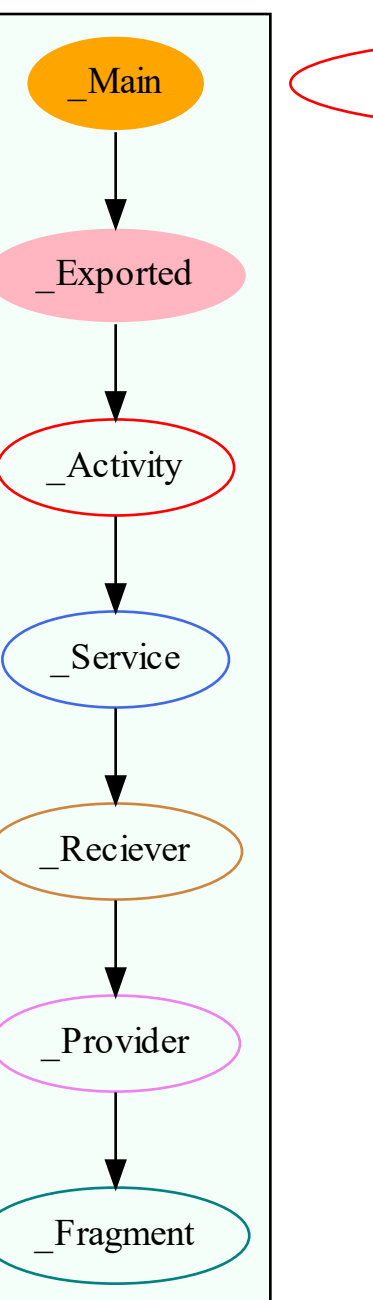 _Main
_Exported
_Activity
_Service
_Reciever
_Provider
_Fragment